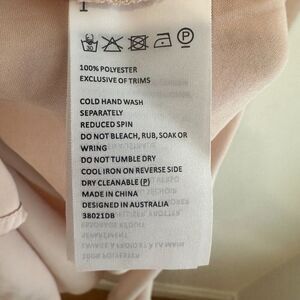 100% POLYESTER
EXCLUSIVE OF TRIMS
COLD HAND WASH
SEPARATELY
REDUCED SPIN
DO NOT BLEACH, RUB, SOAK OR
WRING
DO NOT TUMBLE DRY
COOL IRON ON REVERSE SIDE
DRY CLEANABLE (P)
MADE IN CHINA
DESIGNED IN AUSTRALIA
38021DB